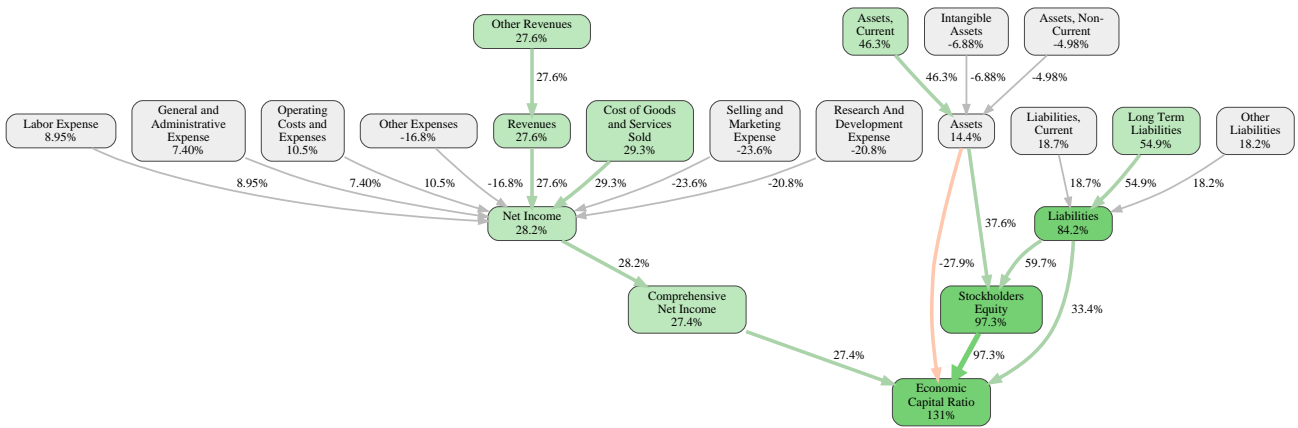 Other Revenues
27.6%
Assets,
Current
46.3%
Intangible
Assets
-6.88%
Assets, Non-
Current
-4.98%
27.6%
46.3%
-6.88%
-4.98%
Labor Expense
8.95%
General and
Administrative
Expense
7.40%
Operating
Costs and
Expenses
10.5%
Other Expenses
-16.8%
Revenues
27.6%
Cost of Goods
and Services
Sold
29.3%
Selling and
Marketing
Expense
-23.6%
Research And
Development
Expense
-20.8%
Assets
14.4%
Liabilities,
Current
18.7%
Long Term
Liabilities
54.9%
Other
Liabilities
18.2%
8.95%
7.40%
10.5%
-16.8%
27.6%
29.3%
-23.6%
-20.8%
18.7%
54.9%
18.2%
Net Income
28.2%
Liabilities
84.2%
37.6%
28.2%
-27.9%
59.7%
Comprehensive
Net Income
27.4%
Stockholders
Equity
97.3%
33.4%
27.4%
97.3%
Economic
Capital Ratio
131%